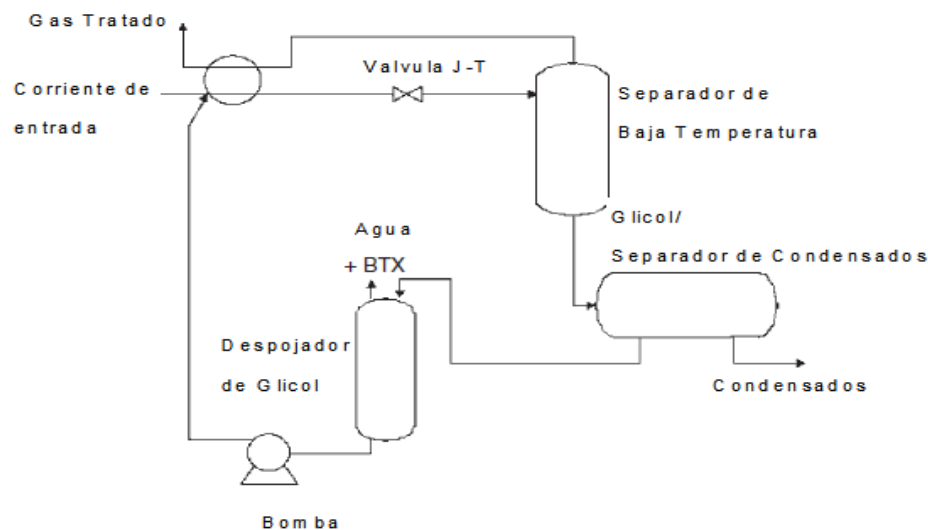 Gas Tratado
Corriente de
entrada
Valvula J-T
Separador de
Baja Temperatura
Glicol/
Separador de Condensados
Agua
+ BTX
Despojador
de Glicol
Condensados
Bomba